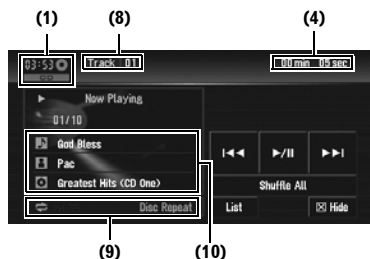 (1) (8) (4)
03:53 Track 01 00 min 05 sec
CD
Now Playing
01/10
God Bless
Pac
Greatest Hits (CD One)
Shuffle All
Disc Repeat List Hide
(9) (10)